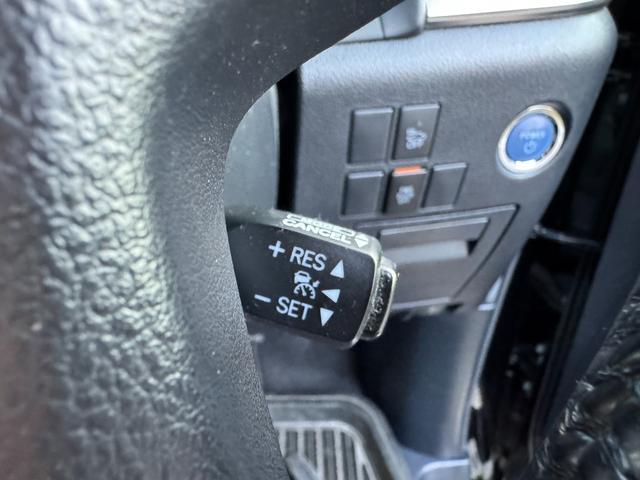 POWER
CANCEL
+ RES ▲
◀
− SET ▼